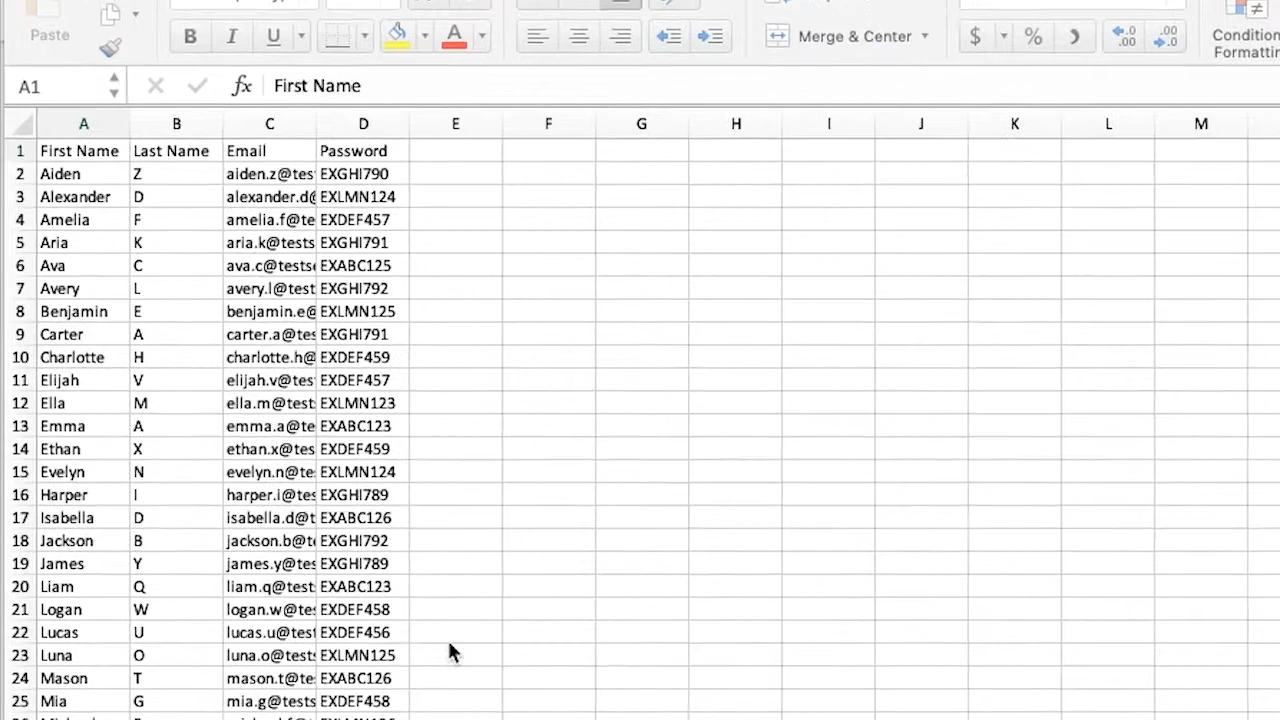 Paste
B I U A
Merge & Center
$ % .0 .00 .00 .0
Condition
Formattin
A1 fx First Name
A B C D E F G H I J K L M
1 First Name Last Name Email Password
2 Aiden Z aiden.z@tes EXGHI790
3 Alexander D alexander.d@ EXLMN124
4 Amelia F amelia.f@te EXDEF457
5 Aria K aria.k@tests EXGHI791
6 Ava C ava.c@tests EXABC125
7 Avery L avery.l@test EXGHI792
8 Benjamin E benjamin.e@ EXLMN125
9 Carter A carter.a@tes EXGHI791
10 Charlotte H charlotte.h@ EXDEF459
11 Elijah V elijah.v@tes EXDEF457
12 Ella M ella.m@test EXLMN123
13 Emma A emma.a@te EXABC123
14 Ethan X ethan.x@tes EXDEF459
15 Evelyn N evelyn.n@te EXLMN124
16 Harper I harper.i@tes EXGHI789
17 Isabella D isabella.d@t EXABC126
18 Jackson B jackson.b@t EXGHI792
19 James Y james.y@tes EXGHI789
20 Liam Q liam.q@test EXABC123
21 Logan W logan.w@te EXDEF458
22 Lucas U lucas.u@test EXDEF456
23 Luna O luna.o@tests EXLMN125
24 Mason T mason.t@te EXABC126
25 Mia G mia.g@tests EXDEF458